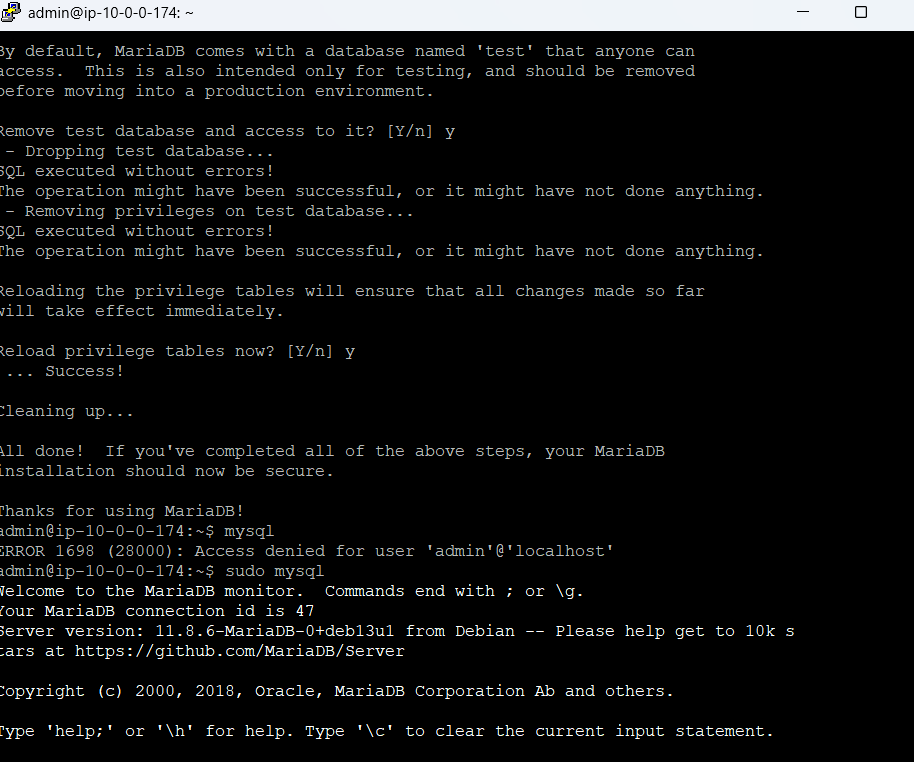 admin@ip-10-0-0-174: ~
By default, MariaDB comes with a database named 'test' that anyone can
access.  This is also intended only for testing, and should be removed
before moving into a production environment.
Remove test database and access to it? [Y/n] y
 - Dropping test database...
SQL executed without errors!
The operation might have been successful, or it might have not done anything.
 - Removing privileges on test database...
SQL executed without errors!
The operation might have been successful, or it might have not done anything.
Reloading the privilege tables will ensure that all changes made so far
will take effect immediately.
Reload privilege tables now? [Y/n] y
 ... Success!
Cleaning up...
All done!  If you've completed all of the above steps, your MariaDB
installation should now be secure.
Thanks for using MariaDB!
admin@ip-10-0-0-174:~$ mysql
ERROR 1698 (28000): Access denied for user 'admin'@'localhost'
admin@ip-10-0-0-174:~$ sudo mysql
Welcome to the MariaDB monitor.  Commands end with ; or \g.
Your MariaDB connection id is 47
Server version: 11.8.6-MariaDB-0+deb13u1 from Debian -- Please help get to 10k s
tars at https://github.com/MariaDB/Server
Copyright (c) 2000, 2018, Oracle, MariaDB Corporation Ab and others.
Type 'help;' or '\h' for help. Type '\c' to clear the current input statement.